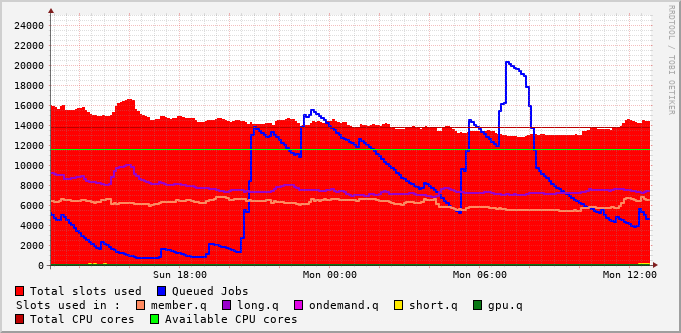 24000
22000
20000
18000
16000
14000
12000
10000
8000
6000
4000
2000
0
Sun 18:00 Mon 00:00 Mon 06:00 Mon 12:00
Total slots used Queued Jobs
Slots used in : member.q long.q ondemand.q short.q gpu.q
Total CPU cores Available CPU cores
RRDTOOL / TOBI OETIKER